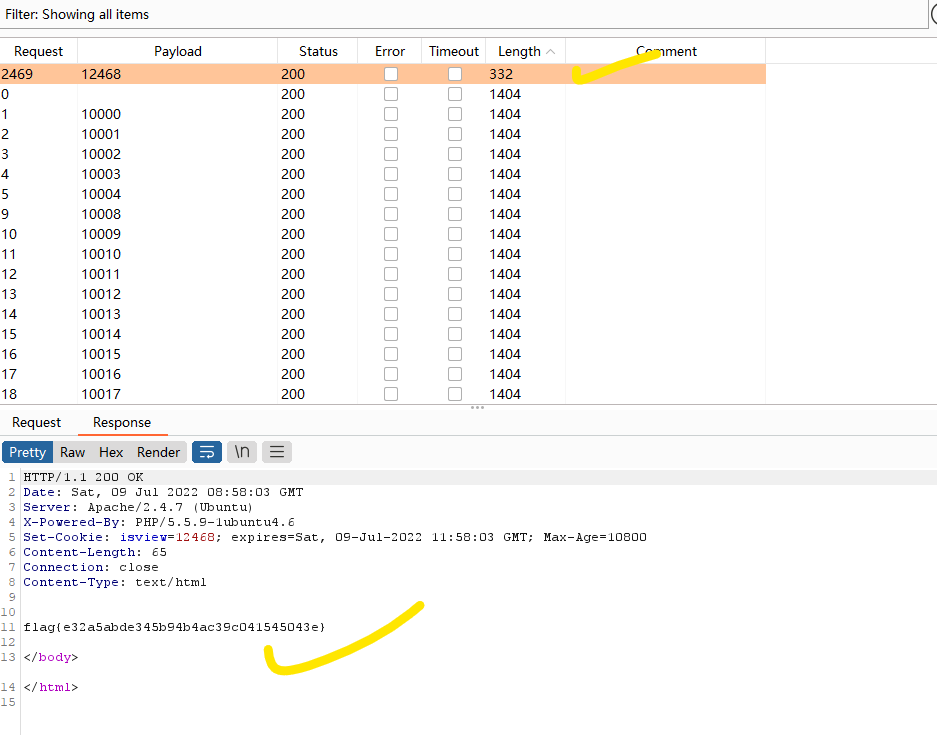 Filter: Showing all items
Request Payload Status Error Timeout Length Comment
2469 12468 200 332
0 200 1404
1 10000 200 1404
2 10001 200 1404
3 10002 200 1404
4 10003 200 1404
5 10004 200 1404
9 10008 200 1404
10 10009 200 1404
11 10010 200 1404
12 10011 200 1404
13 10012 200 1404
14 10013 200 1404
15 10014 200 1404
16 10015 200 1404
17 10016 200 1404
18 10017 200 1404
Request Response
Pretty Raw Hex Render \n
1 HTTP/1.1 200 OK
2 Date: Sat, 09 Jul 2022 08:58:03 GMT
3 Server: Apache/2.4.7 (Ubuntu)
4 X-Powered-By: PHP/5.5.9-1ubuntu4.6
5 Set-Cookie: isview=12468; expires=Sat, 09-Jul-2022 11:58:03 GMT; Max-Age=10800
6 Content-Length: 65
7 Connection: close
8 Content-Type: text/html
9
10
11 flag{e32a5abde345b94b4ac39c041545043e}
12
13 </body>
14 </html>
15